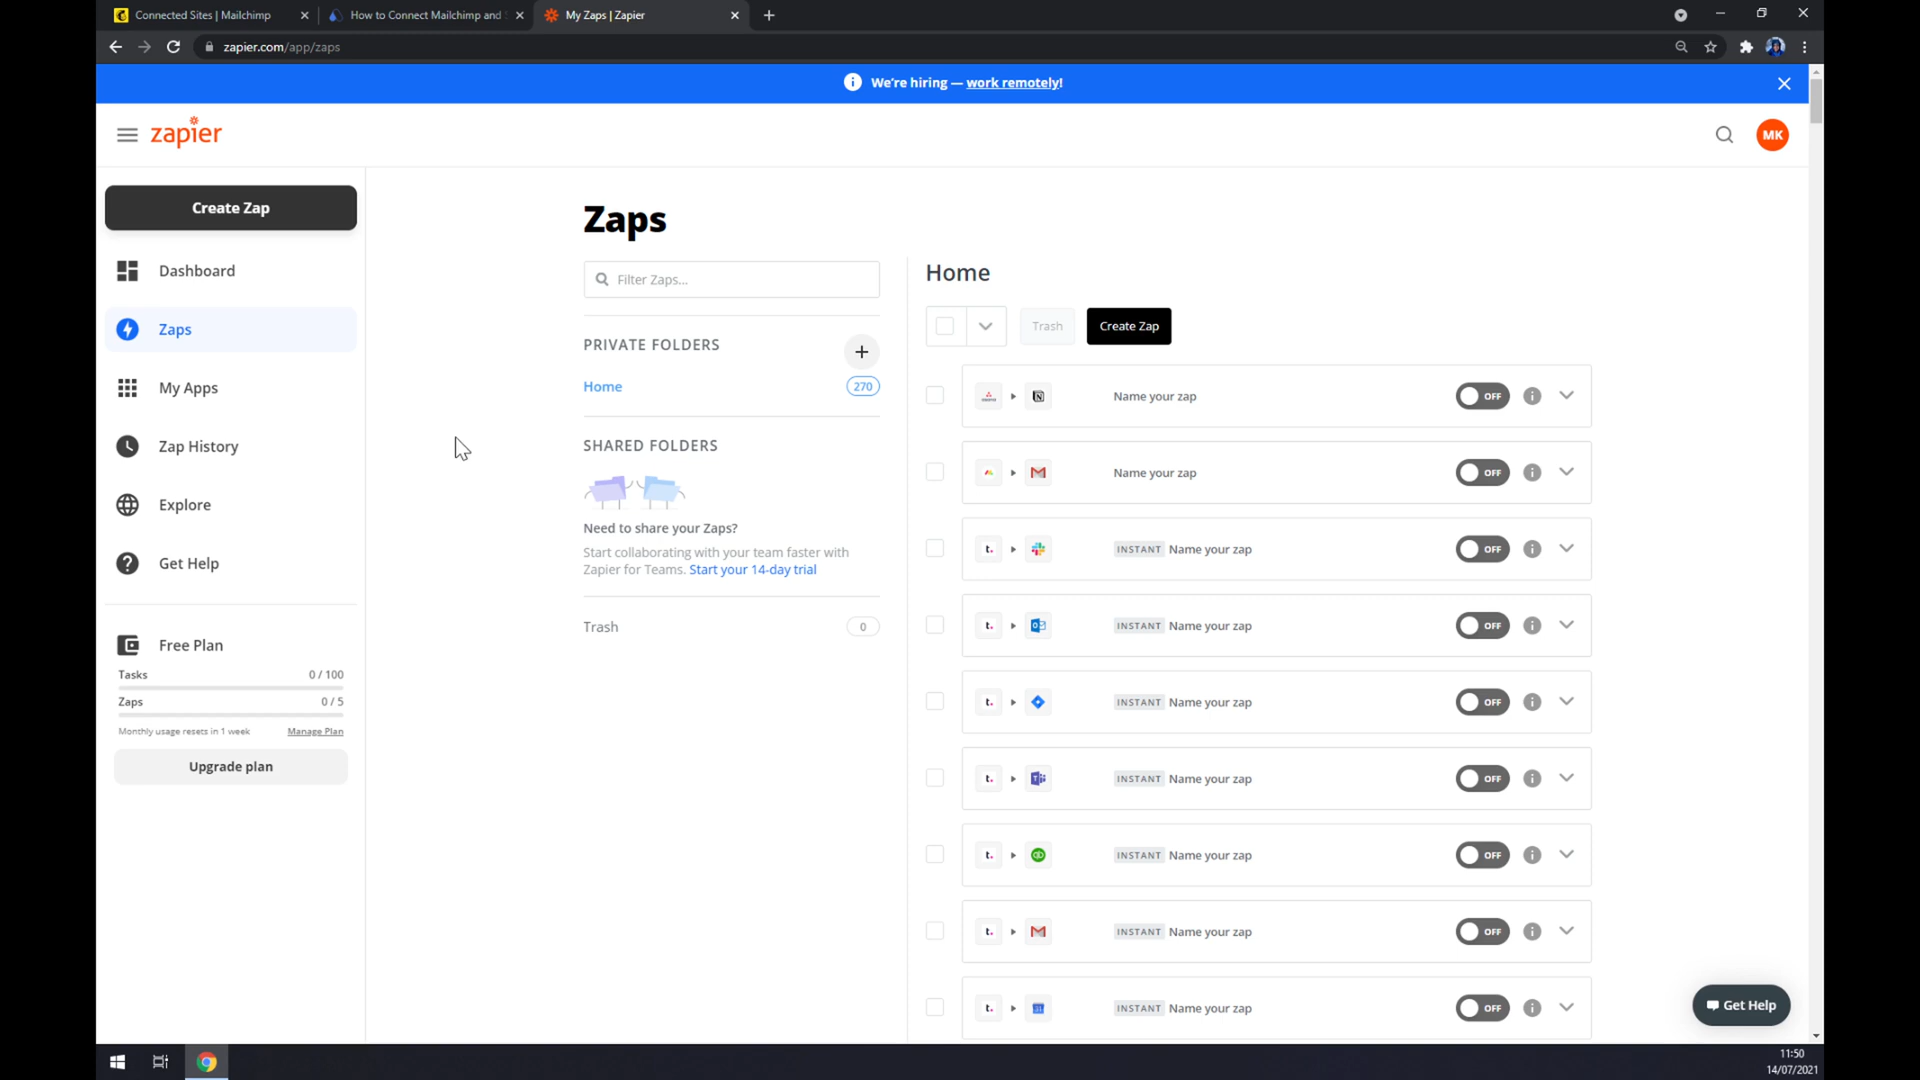 Connected Sites | Mailchimp
How to Connect Mailchimp and
My Zaps | Zapier
zapier.com/app/zaps
We're hiring — work remotely!
zapier
MK
Create Zap
Dashboard
Zaps
My Apps
Zap History
Explore
Get Help
Free Plan
Tasks 0 / 100
Zaps 0 / 5
Monthly usage resets in 1 week Manage Plan
Upgrade plan
Zaps
Filter Zaps...
PRIVATE FOLDERS
Home 270
SHARED FOLDERS
Need to share your Zaps?
Start collaborating with your team faster with
Zapier for Teams. Start your 14-day trial
Trash 0
Home
Trash Create Zap
Name your zap OFF
Name your zap OFF
t. INSTANT Name your zap OFF
t. INSTANT Name your zap OFF
t. INSTANT Name your zap OFF
t. INSTANT Name your zap OFF
t. qb INSTANT Name your zap OFF
t. INSTANT Name your zap OFF
t. 31 INSTANT Name your zap OFF
Get Help
11:50
14/07/2021